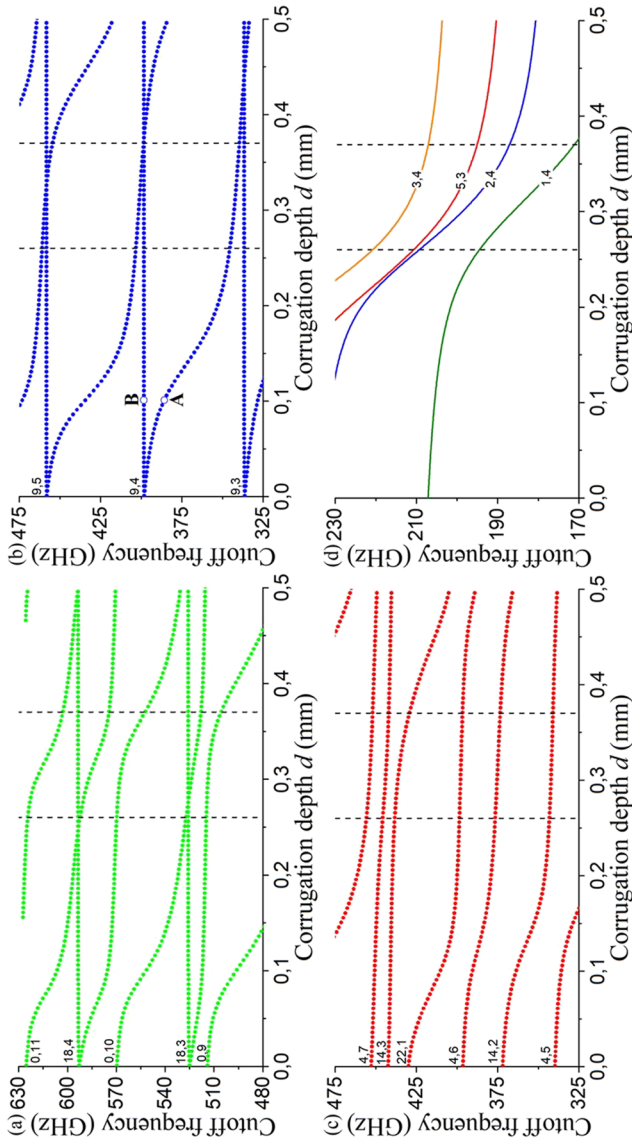 (a)
Cutoff frequency (GHz)
630
600
570
540
510
480
0,11
18,4
0,10
18,3
0,9
0,0 0,1 0,2 0,3 0,4 0,5
Corrugation depth d (mm)
(b)
Cutoff frequency (GHz)
475
425
375
325
9,5
9,4
9,3
B
A
0,0 0,1 0,2 0,3 0,4 0,5
Corrugation depth d (mm)
(c)
Cutoff frequency (GHz)
475
425
375
325
4,7
14,3
22,1
4,6
14,2
4,5
0,0 0,1 0,2 0,3 0,4 0,5
Corrugation depth d (mm)
(d)
Cutoff frequency (GHz)
230
210
190
170
3,4
5,3
2,4
1,4
0,0 0,1 0,2 0,3 0,4 0,5
Corrugation depth d (mm)